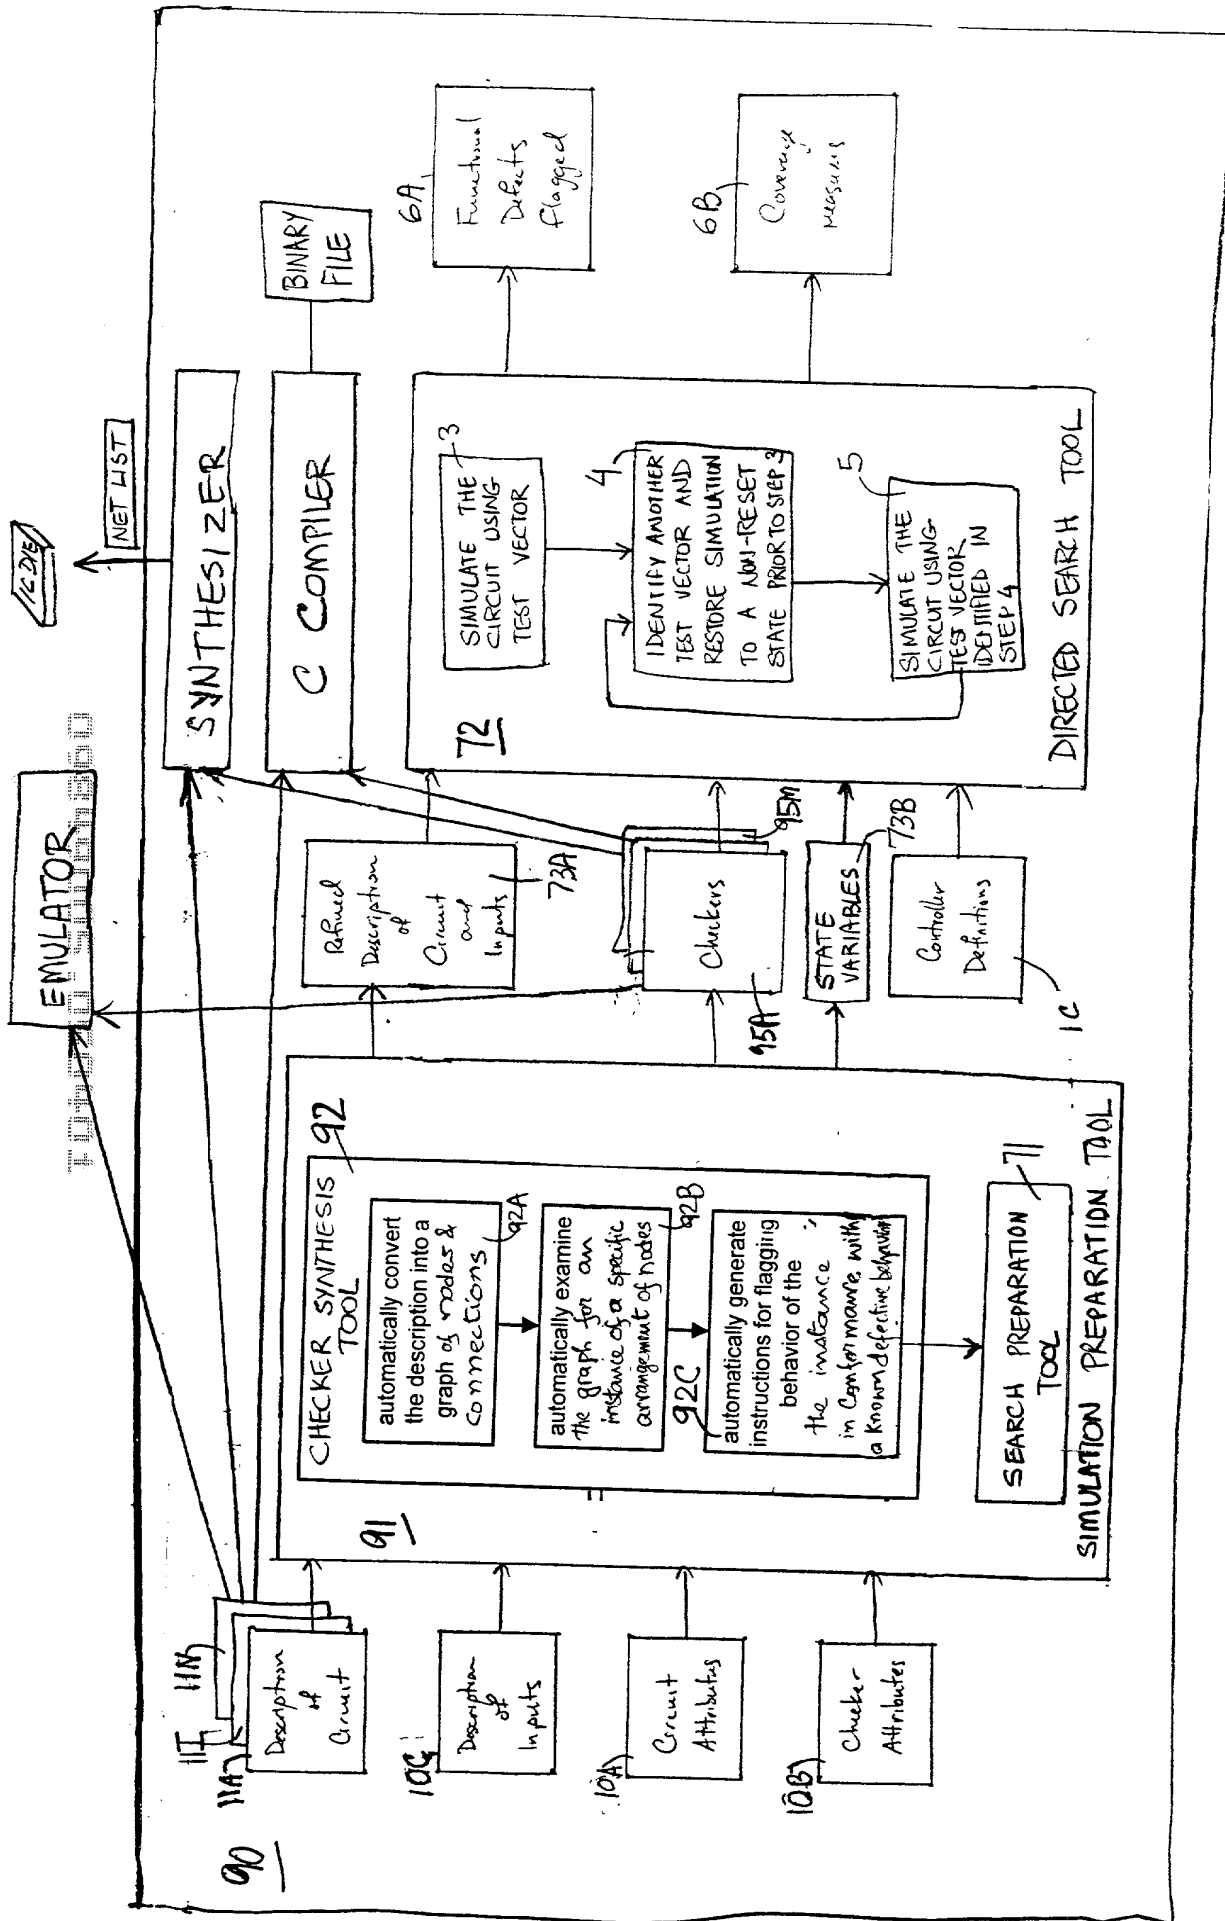 90
11A
11I
11N
Description
of
Circuit
10C
Description
of
Inputs
10A
Circuit
Attributes
10B
Checker
Attributes
91
CHECKER SYNTHESIS
TOOL
92
automatically convert
the description into a
graph of nodes &
connections
92A
automatically examine
the graph for an
instance of a specific
arrangement of nodes
92B
92C
automatically generate
instructions for flagging
behavior of the
the instance
in conformance with
a known defective behavior
SEARCH PREPARATION
TOOL
71
SIMULATION PREPARATION TOOL
EMULATOR
Refined
Description
of
Circuit
and
Inputs
73A
Checkers
95A
95M
STATE
VARIABLES
73B
Controller
Definitions
1C
IC DIE
NET LIST
SYNTHESIZER
C COMPILER
BINARY
FILE
72
SIMULATE THE
CIRCUIT USING
TEST VECTOR
3
IDENTIFY ANOTHER
TEST VECTOR AND
RESTORE SIMULATION
TO A NON-RESET
STATE PRIOR TO STEP 3
4
SIMULATE THE
CIRCUIT USING
TEST VECTOR
IDENTIFIED IN
STEP 4
5
DIRECTED SEARCH TOOL
6A
Functional
Defects
flagged
6B
Coverage
measures